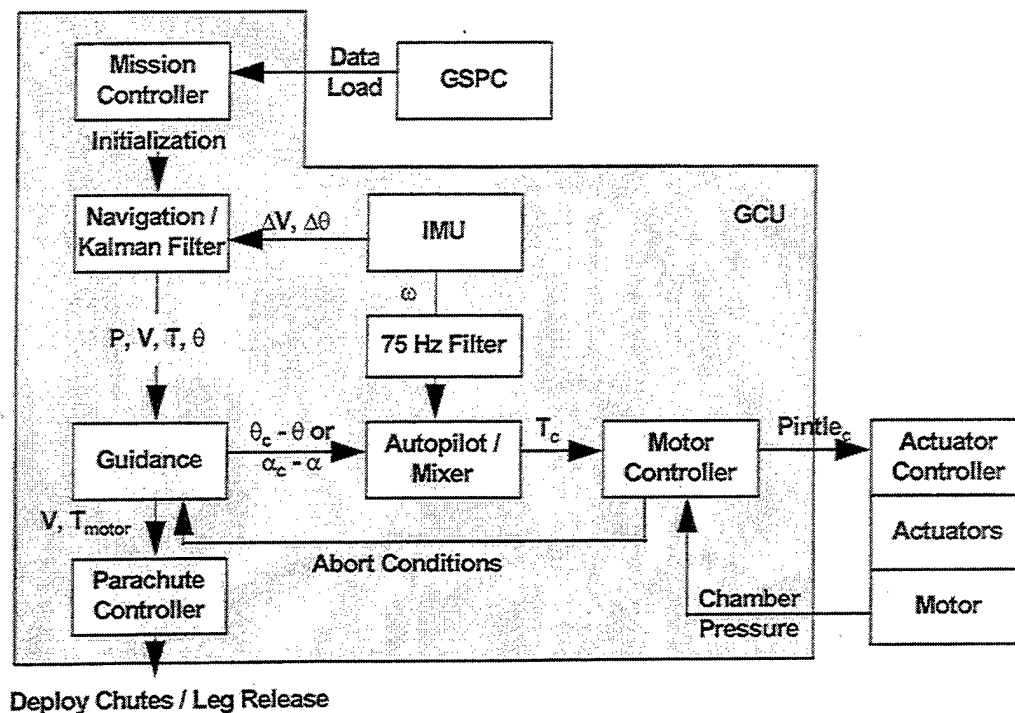 Mission
Controller
Data
Load
GSPC
Initialization
Navigation /
Kalman Filter
ΔV, Δθ
IMU
GCU
ω
P, V, T, θ
75 Hz Filter
Guidance
θc - θ or
αc - α
Autopilot /
Mixer
Tc
Motor
Controller
Pintlec
Actuator
Controller
V, Tmotor
Abort Conditions
Actuators
Parachute
Controller
Chamber
Pressure
Motor
Deploy Chutes / Leg Release